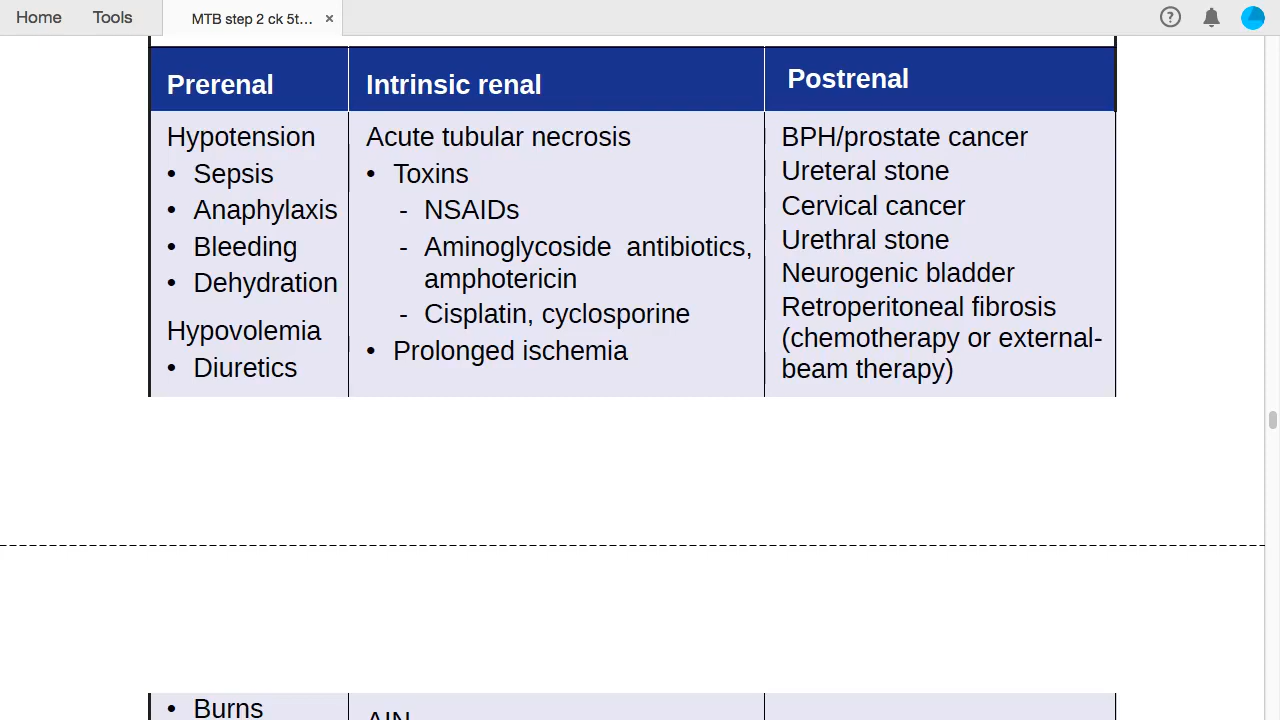 Home Tools MTB step 2 ck 5t... ×
Prerenal
Intrinsic renal
Postrenal
Hypotension
• Sepsis
• Anaphylaxis
• Bleeding
• Dehydration
Hypovolemia
• Diuretics
Acute tubular necrosis
• Toxins
- NSAIDs
- Aminoglycoside antibiotics,
amphotericin
- Cisplatin, cyclosporine
• Prolonged ischemia
BPH/prostate cancer
Ureteral stone
Cervical cancer
Urethral stone
Neurogenic bladder
Retroperitoneal fibrosis
(chemotherapy or external-
beam therapy)
• Burns
AIN